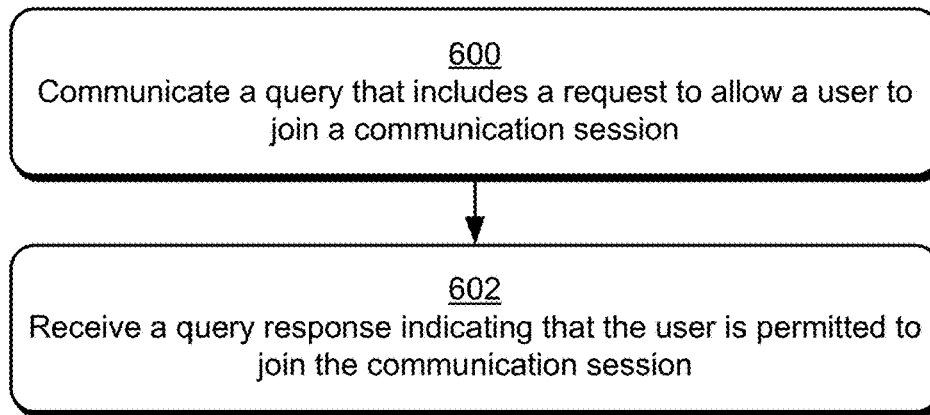 600
Communicate a query that includes a request to allow a user to
join a communication session
602
Receive a query response indicating that the user is permitted to
join the communication session